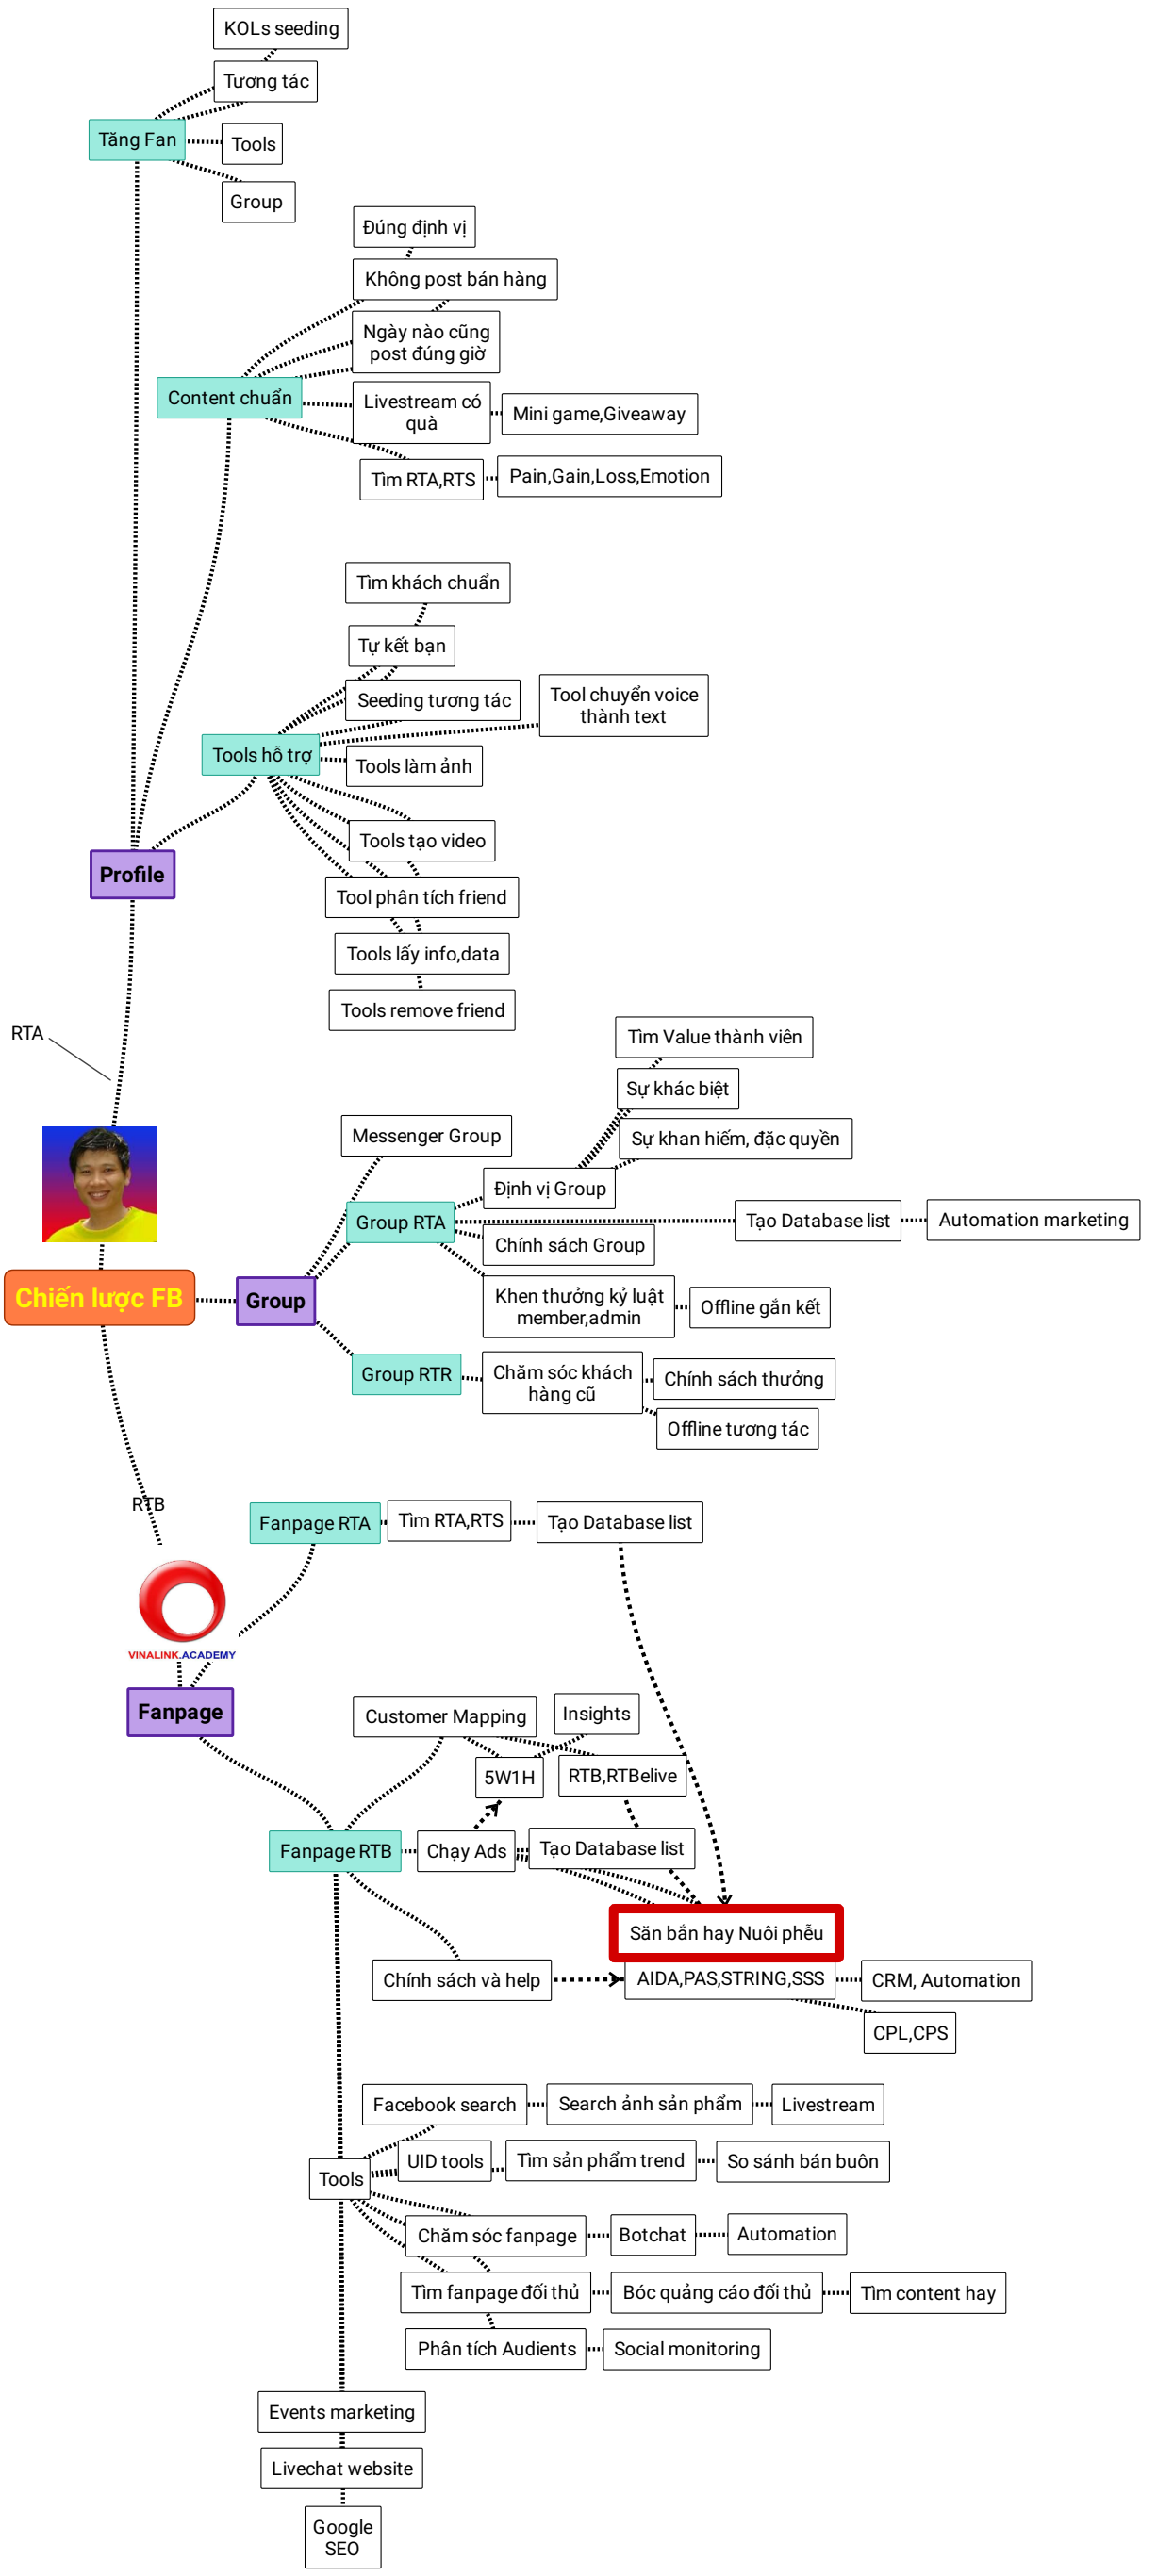 KOLs seeding
Tương tác
Tăng Fan
Tools
Group
Đúng định vị
Không post bán hàng
Ngày nào cũng
post đúng giờ
Content chuẩn
Livestream có
quà
Mini game,Giveaway
Tìm RTA,RTS
Pain,Gain,Loss,Emotion
Tìm khách chuẩn
Tự kết bạn
Seeding tương tác
Tool chuyển voice
thành text
Tools hỗ trợ
Tools làm ảnh
Tools tạo video
Profile
Tool phân tích friend
Tools lấy info,data
Tools remove friend
RTA
Tìm Value thành viên
Sự khác biệt
Messenger Group
Sự khan hiếm, đặc quyền
Định vị Group
Group RTA
Tạo Database list
Automation marketing
Chính sách Group
Chiến lược FB
Group
Khen thưởng kỷ luật
member,admin
Offline gắn kết
Group RTR
Chăm sóc khách
hàng cũ
Chính sách thưởng
Offline tương tác
RTB
Fanpage RTA
Tìm RTA,RTS
Tạo Database list
VINALINK.ACADEMY
Fanpage
Customer Mapping
Insights
5W1H
RTB,RTBelive
Fanpage RTB
Chạy Ads
Tạo Database list
Săn bắn hay Nuôi phễu
Chính sách và help
AIDA,PAS,STRING,SSS
CRM, Automation
CPL,CPS
Facebook search
Search ảnh sản phẩm
Livestream
Tools
UID tools
Tìm sản phẩm trend
So sánh bán buôn
Chăm sóc fanpage
Botchat
Automation
Tìm fanpage đối thủ
Bóc quảng cáo đối thủ
Tìm content hay
Phân tích Audients
Social monitoring
Events marketing
Livechat website
Google
SEO